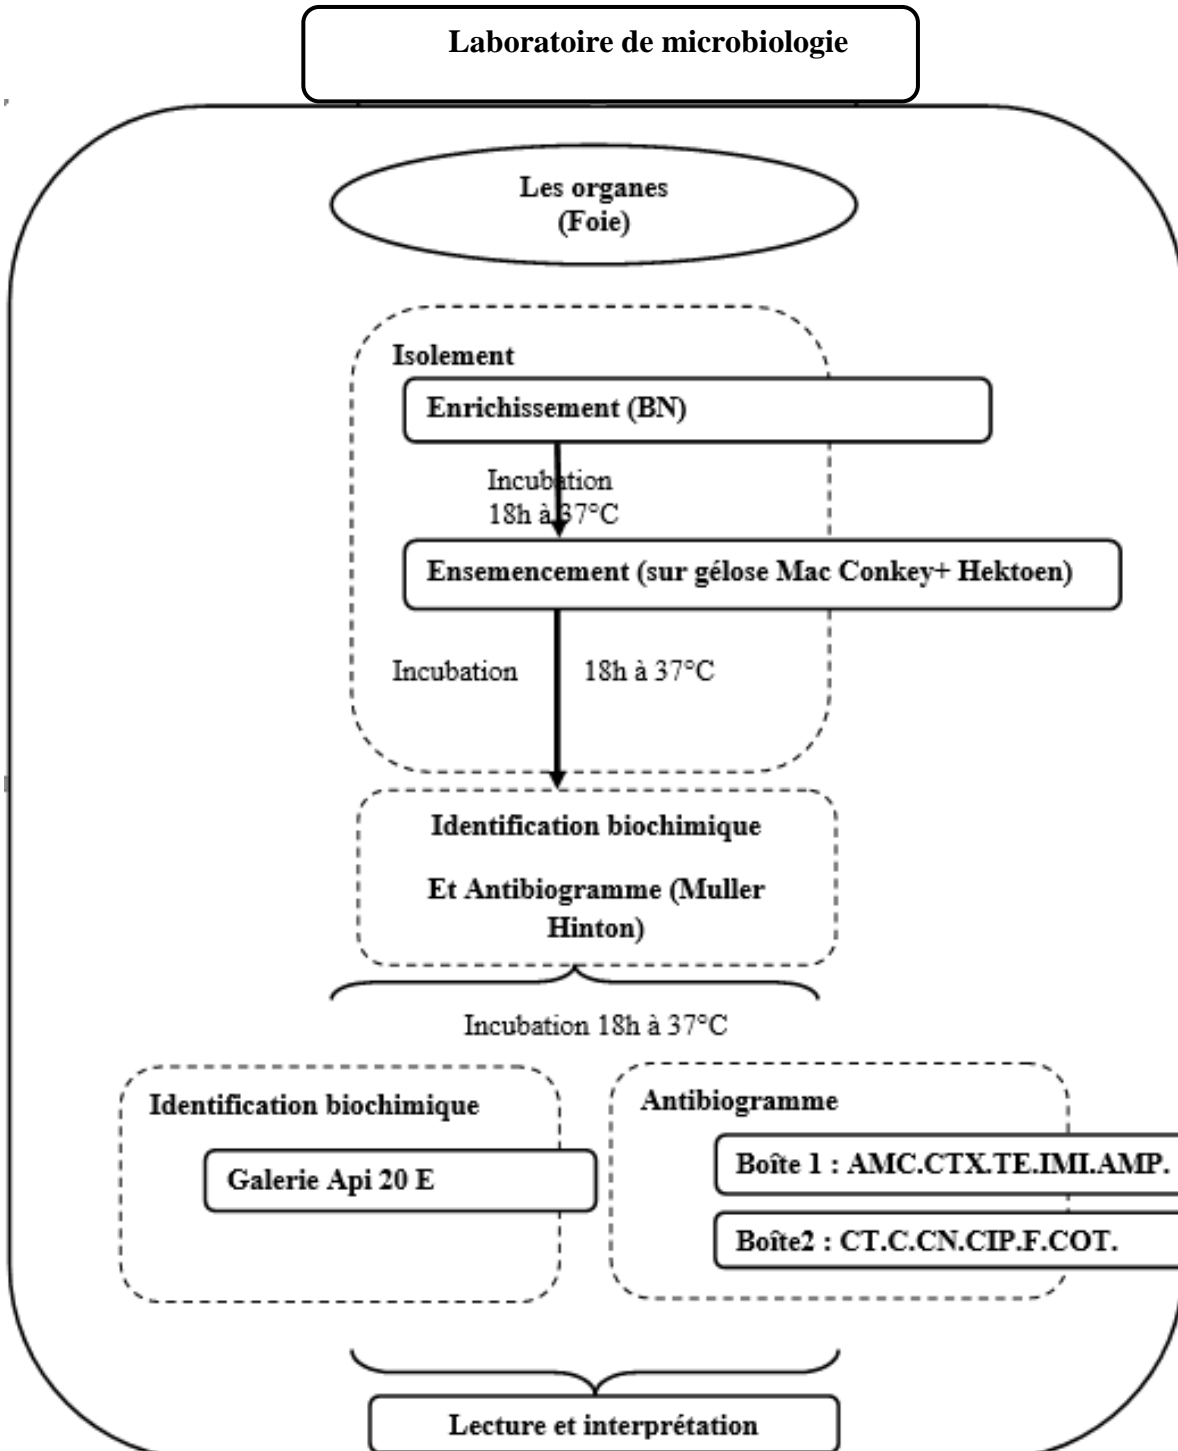 Laboratoire de microbiologie
Les organes
(Foie)
Isolement
Enrichissement (BN)
Incubation
18h à 37°C
Ensemencement (sur gélose Mac Conkey+ Hektoen)
Incubation 18h à 37°C
Identification biochimique
Et Antibiogramme (Muller
Hinton)
Incubation 18h à 37°C
Identification biochimique
Galerie Api 20 E
Antibiogramme
Boîte 1 : AMC.CTX.TE.IMI.AMP.
Boîte2 : CT.C.CN.CIP.F.COT.
Lecture et interprétation